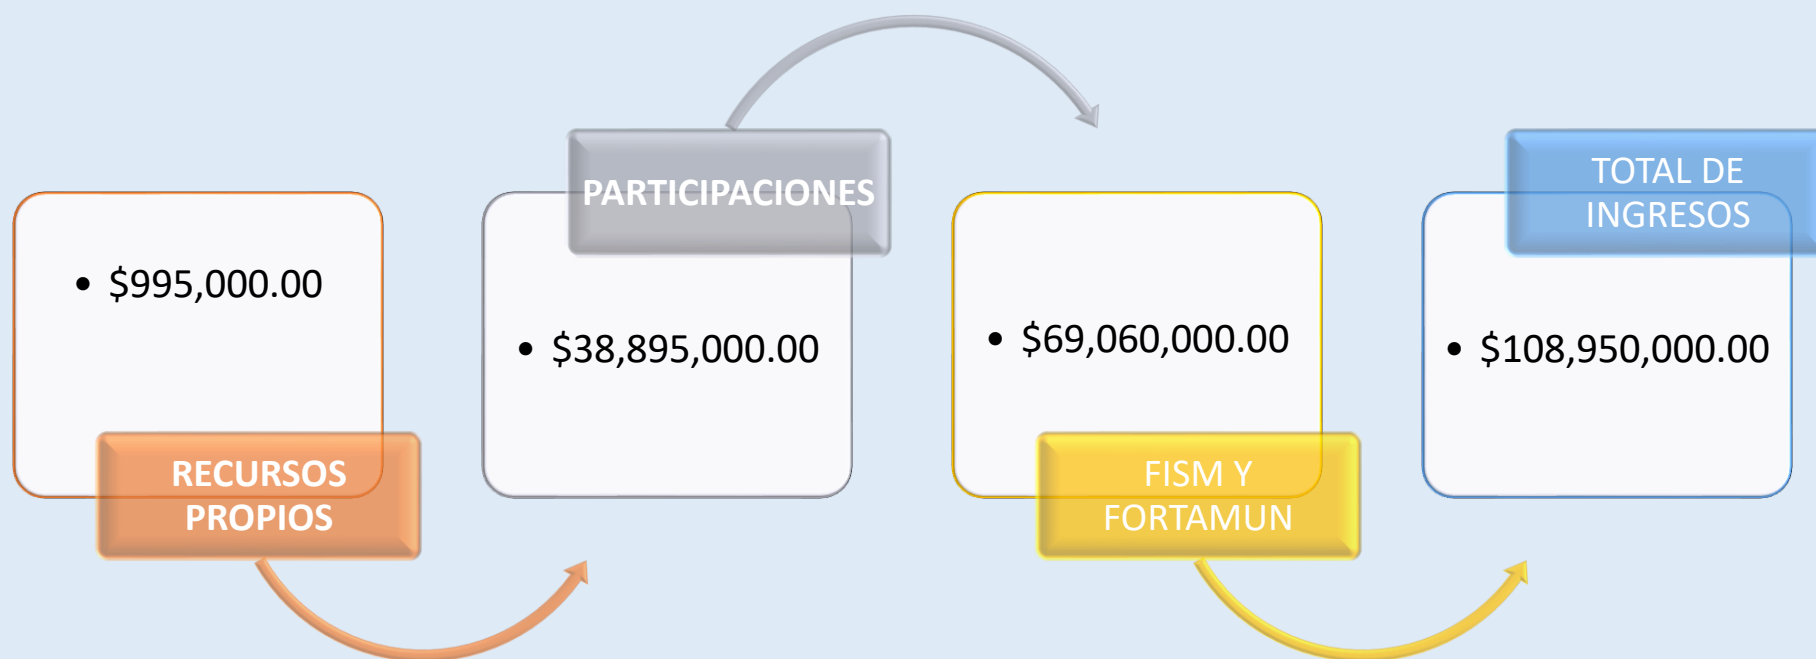 • $995,000.00
RECURSOS
PROPIOS
PARTICIPACIONES
• $38,895,000.00
• $69,060,000.00
FISM Y
FORTAMUN
TOTAL DE
INGRESOS
• $108,950,000.00